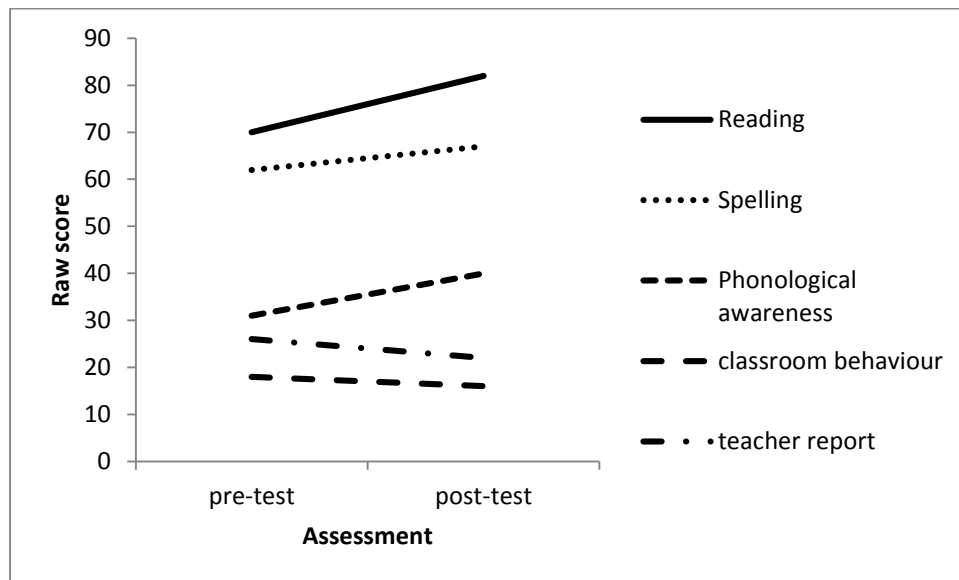 90
80
70
60
50
40
30
20
10
0
Raw score
pre-test
post-test
Assessment
Reading
Spelling
Phonological
awareness
classroom behaviour
teacher report